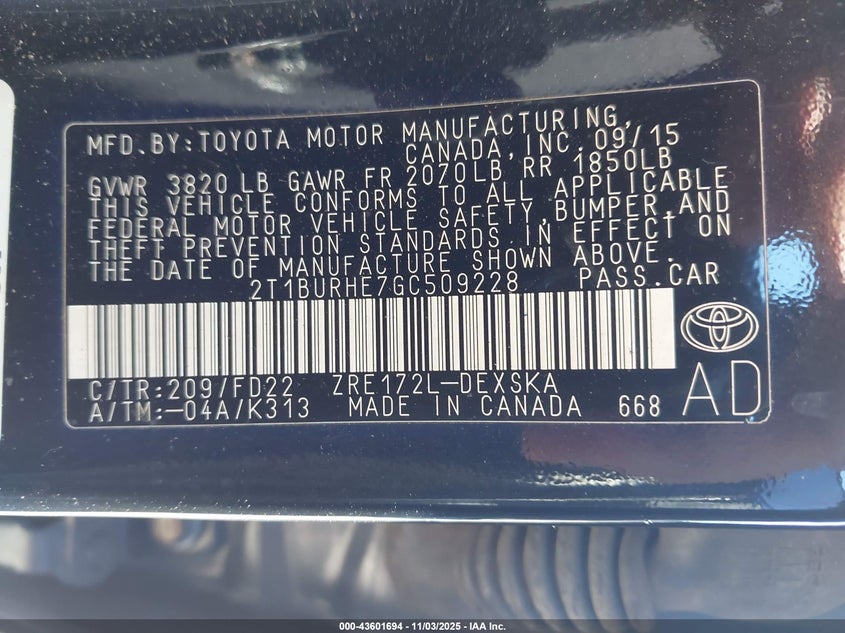 MFD.BY:TOYOTA MOTOR MANUFACTURING,
CANADA, INC. 09/15
GVWR 3820 LB GAWR FR 2070LB RR 1850LB
THIS VEHICLE CONFORMS TO ALL APPLICABLE
FEDERAL MOTOR VEHICLE SAFETY, BUMPER, AND
THEFT PREVENTION STANDARDS IN EFFECT ON
THE DATE OF MANUFACTURE SHOWN ABOVE.
2T1BURHE7GC509228 PASS.CAR
C/TR:209/FD22 ZRE172L-DEXSKA
A/TM:-04A/K313 MADE IN CANADA 668
AD
000-43601694 - 11/03/2025 - IAA Inc.